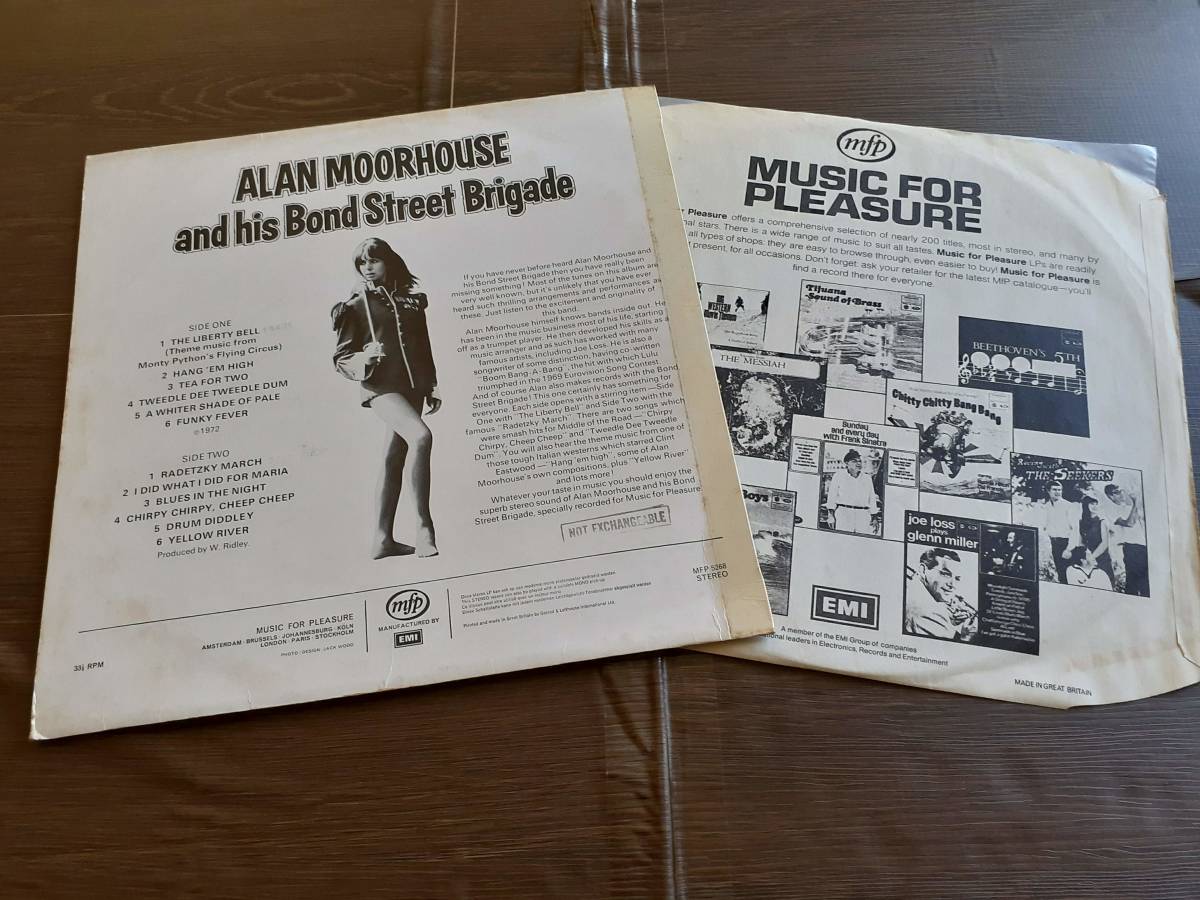 ALAN MOORHOUSE
and his Bond Street Brigade
SIDE ONE
1 THE LIBERTY BELL
(Theme music from
Monty Python's Flying Circus)
2 HANG 'EM HIGH
3 TEA FOR TWO
4 TWEEDLE DEE TWEEDLE DUM
5 A WHITER SHADE OF PALE
6 FUNKY FEVER
℗1972
SIDE TWO
1 RADETZKY MARCH
2 I DID WHAT I DID FOR MARIA
3 BLUES IN THE NIGHT
4 CHIRPY CHIRPY, CHEEP CHEEP
5 DRUM DIDDLEY
6 YELLOW RIVER
Produced by W. Ridley.
If you have never before heard Alan Moorhouse and
his Bond Street Brigade then you have really been
missing something! Most of the tunes on this album are
very well known, but it's unlikely that you have ever
heard such thrilling arrangements and performances as
these. Just listen to the excitement and originality of
this band.
Alan Moorhouse himself knows bands inside out. He
has been in the music business most of his life, starting
off as a trumpet player. He then developed his skills as a
music arranger and as such has worked with many
famous artists, including Joe Loss. He is also a
songwriter of some distinction, having co-written
"Boom Bang-A-Bang", the hit with which Lulu
triumphed in the 1969 Eurovision Song Contest.
And of course Alan also makes records with the Bond
Street Brigade! This one certainly has something for
everyone. Each side opens with a stirring item—Side
One with "The Liberty Bell" and Side Two with the
famous "Radetzky March". There are two songs which
were smash hits for Middle of the Road—"Chirpy
Chirpy, Cheep Cheep" and "Tweedle Dee Tweedle
Dum". You will also hear the theme music from one of
those tough Italian westerns which starred Clint
Eastwood—"Hang 'em high", some of Alan
Moorhouse's own compositions, plus "Yellow River"
and lots more!
Whatever your taste in music you should enjoy the
superb stereo sound of Alan Moorhouse and his Bond
Street Brigade, specially recorded for Music for Pleasure
NOT EXCHANGEABLE
MFP 5268
STEREO
MUSIC FOR PLEASURE
AMSTERDAM · BRUSSELS · JOHANNESBURG · KÖLN
LONDON · PARIS · STOCKHOLM
PHOTO / DESIGN: JACK WOOD
mfp
MANUFACTURED BY
EMI
This STEREO record can also be played with a suitable MONO pick-up
33⅓ RPM
mfp
MUSIC FOR
PLEASURE
r Pleasure offers a comprehensive selection of nearly 200 titles, most in stereo, and many by
nal stars. There is a wide range of music to suit all tastes. Music for Pleasure LPs are readily
all types of shops: they are easy to browse through, even easier to buy! Music for Pleasure is
present, for all occasions. Don't forget: ask your retailer for the latest MfP catalogue—you'll
find a record there for everyone.
WESTERN
Tijuana
Sound of Brass
BEETHOVEN'S 5TH
THE MESSIAH
Chitty Chitty Bang Bang
Sunday
and every day
with Frank Sinatra
THE SEEKERS
Boys
joe loss
plays
glenn miller
EMI
A member of the EMI Group of companies
tional leaders in Electronics, Records and Entertainment
MADE IN GREAT BRITAIN